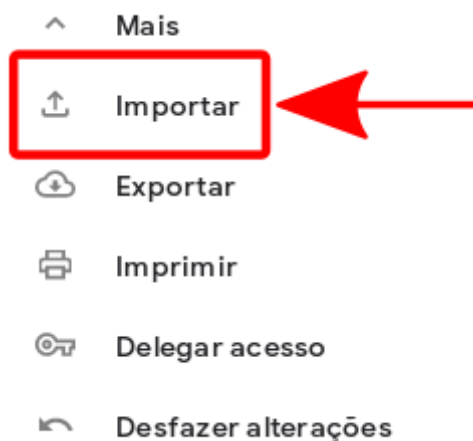 Mais
Importar
Exportar
Imprimir
Delegar acesso
Desfazer alterações